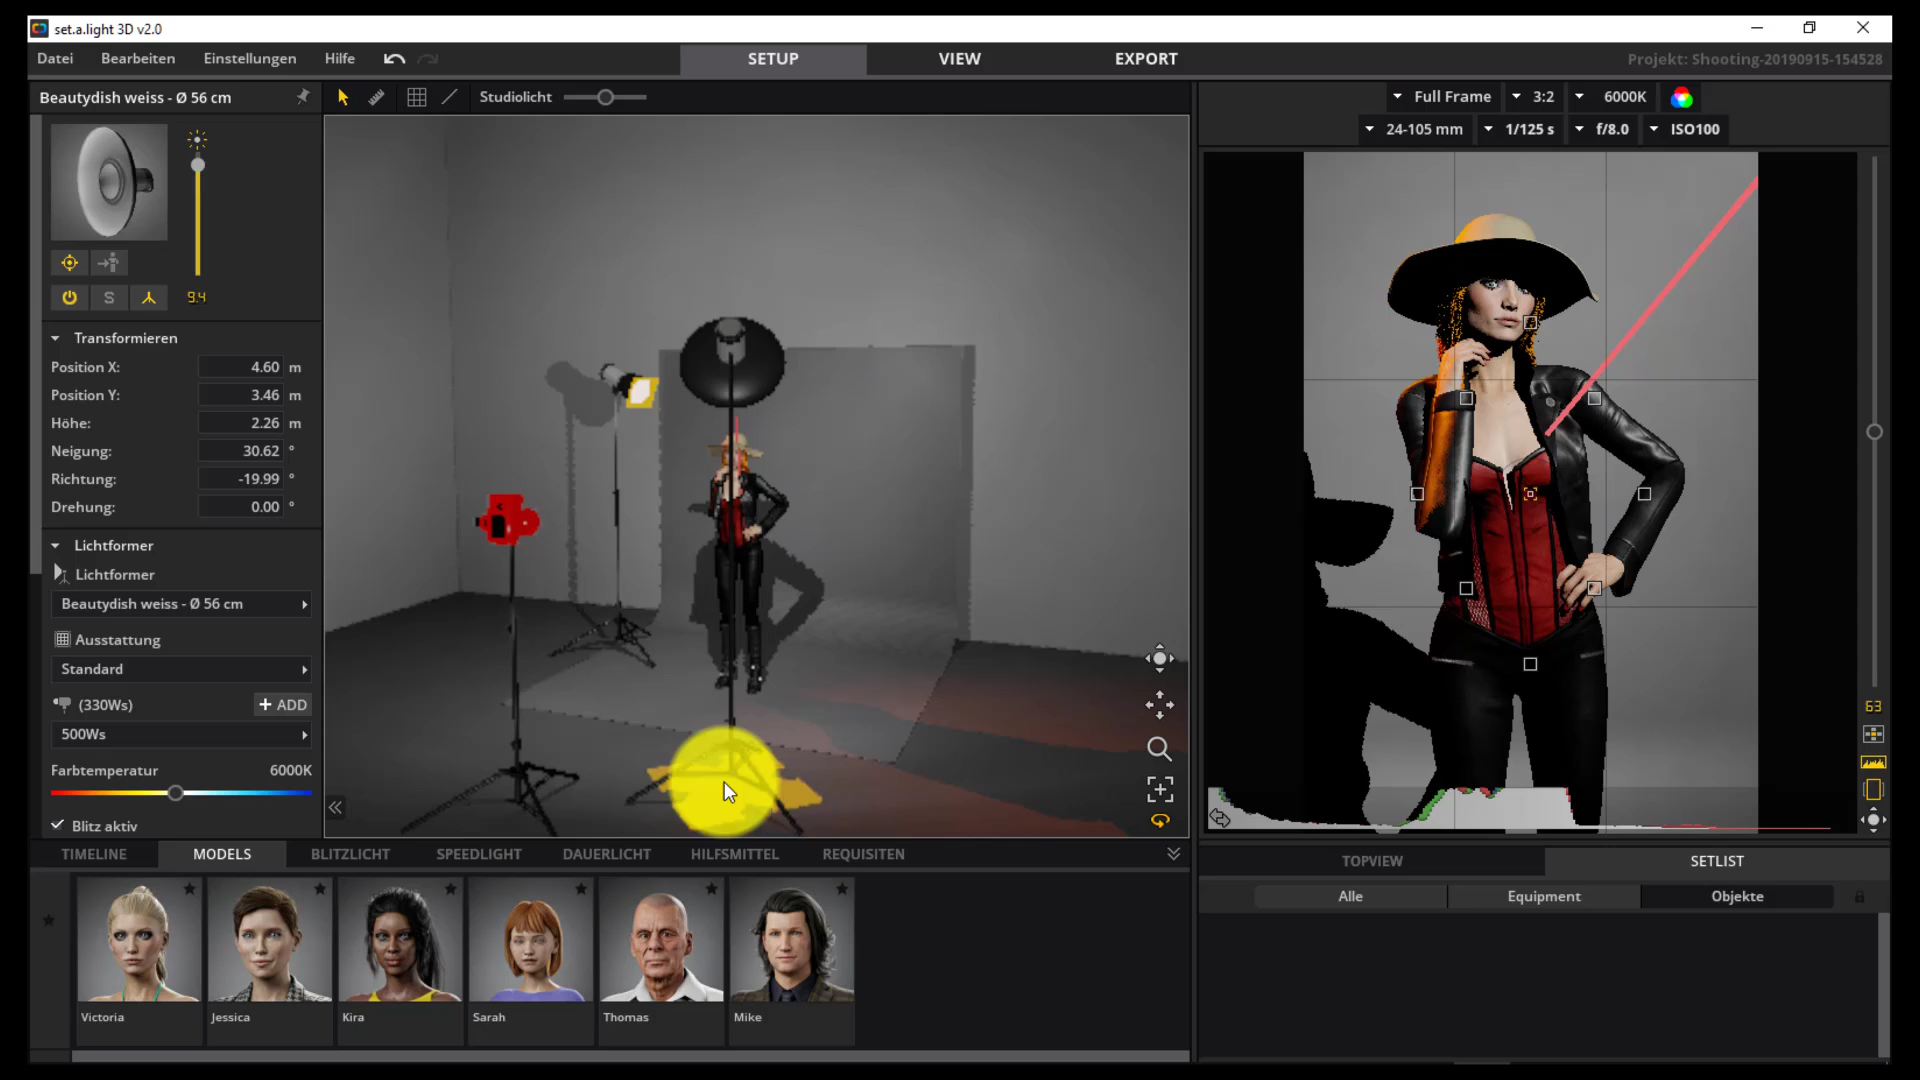 set.a.light 3D v2.0
Datei Bearbeiten Einstellungen Hilfe SETUP VIEW EXPORT Projekt: Shooting-20190915-154528
Beautydish weiss - Ø 56 cm
Studiolicht
Full Frame 3:2 6000K
24-105 mm 1/125 s f/8.0 ISO100
S 9.4
Transformieren
Position X: 4.60 m
Position Y: 3.46 m
Höhe: 2.26 m
Neigung: 30.62 °
Richtung: -19.99 °
Drehung: 0.00 °
Lichtformer
Lichtformer
Beautydish weiss - Ø 56 cm
Ausstattung
Standard
(330Ws) + ADD
500Ws
Farbtemperatur 6000K
Blitz aktiv
63
TIMELINE MODELS BLITZLICHT SPEEDLIGHT DAUERLICHT HILFSMITTEL REQUISITEN
Victoria Jessica Kira Sarah Thomas Mike
TOPVIEW SETLIST
Alle Equipment Objekte